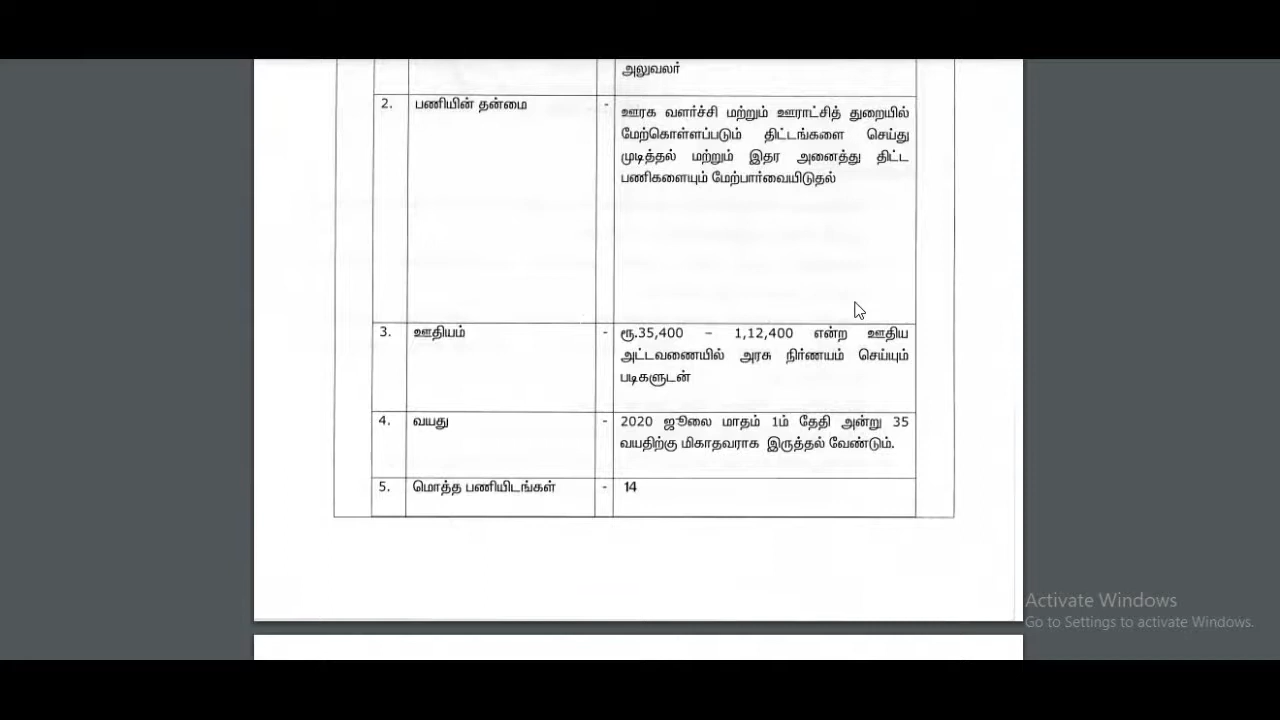 அலுவலர்
2. பணியின் தன்மை - ஊரக வளர்ச்சி மற்றும் ஊராட்சித் துறையில்
மேற்கொள்ளப்படும் திட்டங்களை செய்து
முடித்தல் மற்றும் இதர அனைத்து திட்ட
பணிகளையும் மேற்பார்வையிடுதல்
3. ஊதியம் - ரூ.35,400 – 1,12,400 என்ற ஊதிய
அட்டவணையில் அரசு நிர்ணயம் செய்யும்
படிகளுடன்
4. வயது - 2020 ஜூலை மாதம் 1ம் தேதி அன்று 35
வயதிற்கு மிகாதவராக இருத்தல் வேண்டும்.
5. மொத்த பணியிடங்கள் - 14
Activate Windows
Go to Settings to activate Windows.